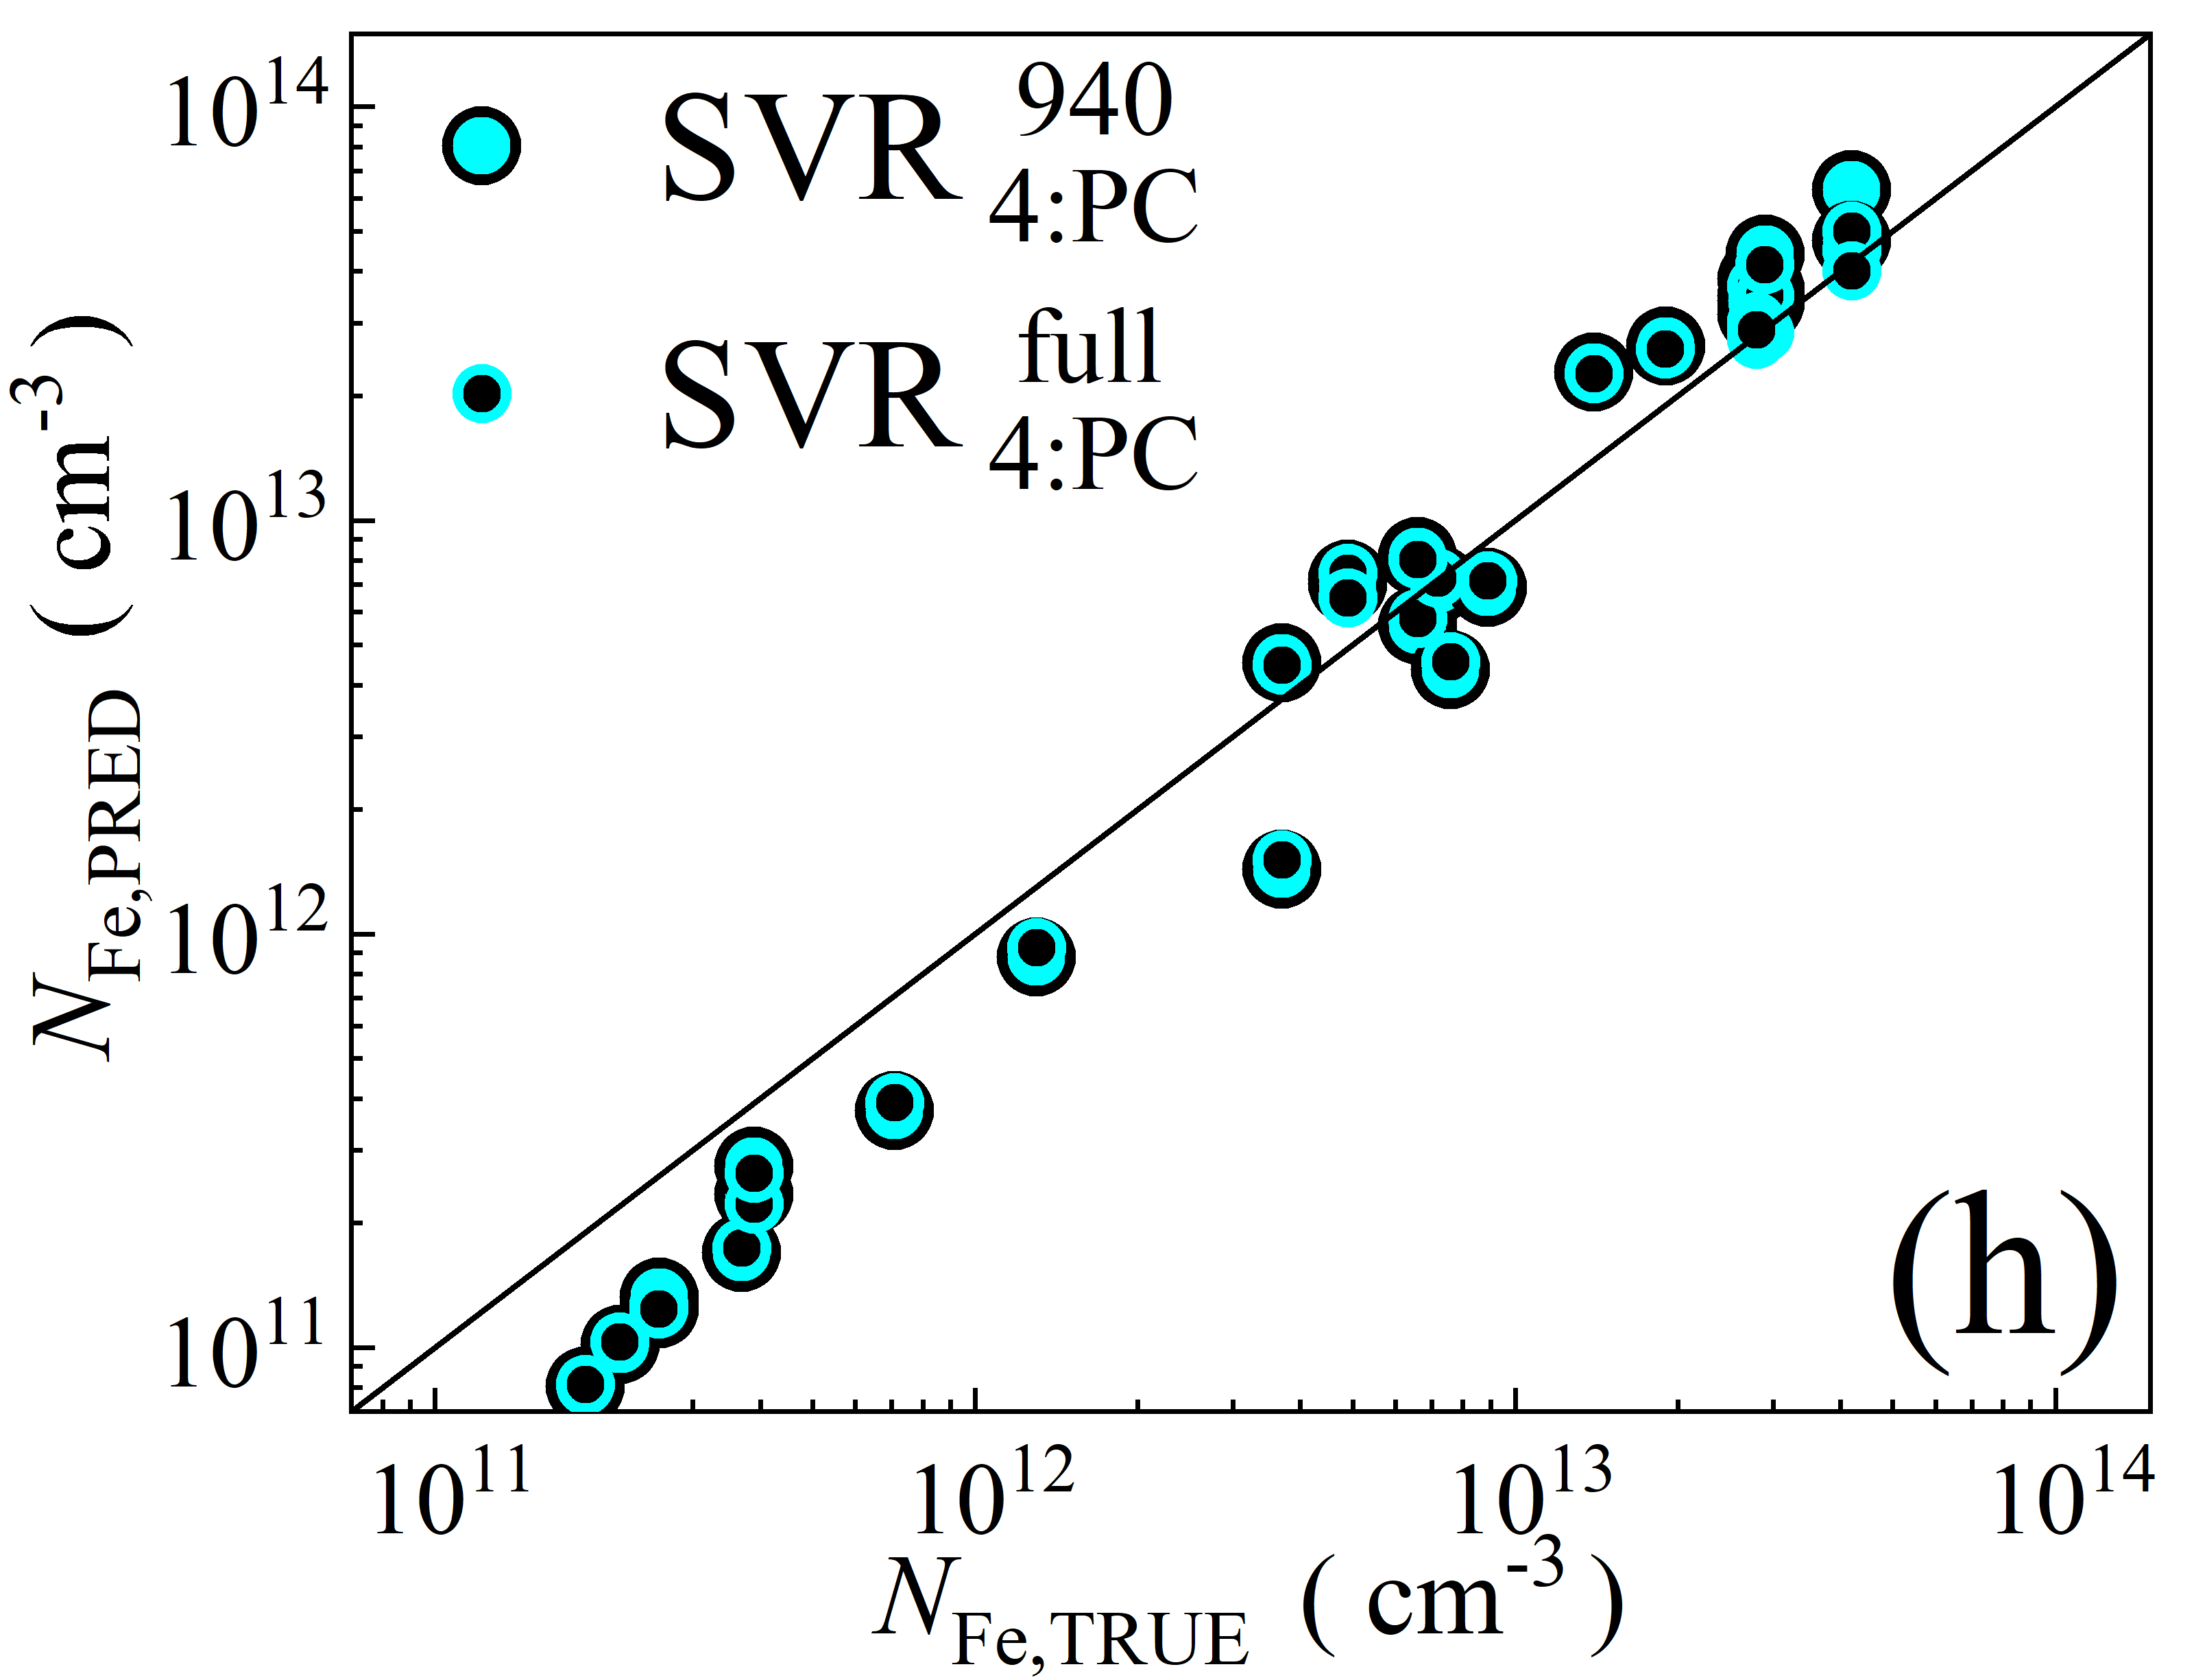 10^14
10^13
10^12
10^11
N_Fe,PRED ( cm^-3 )
SVR 940 4:PC
SVR full 4:PC
(h)
10^11 10^12 10^13 10^14
N_Fe,TRUE ( cm^-3 )